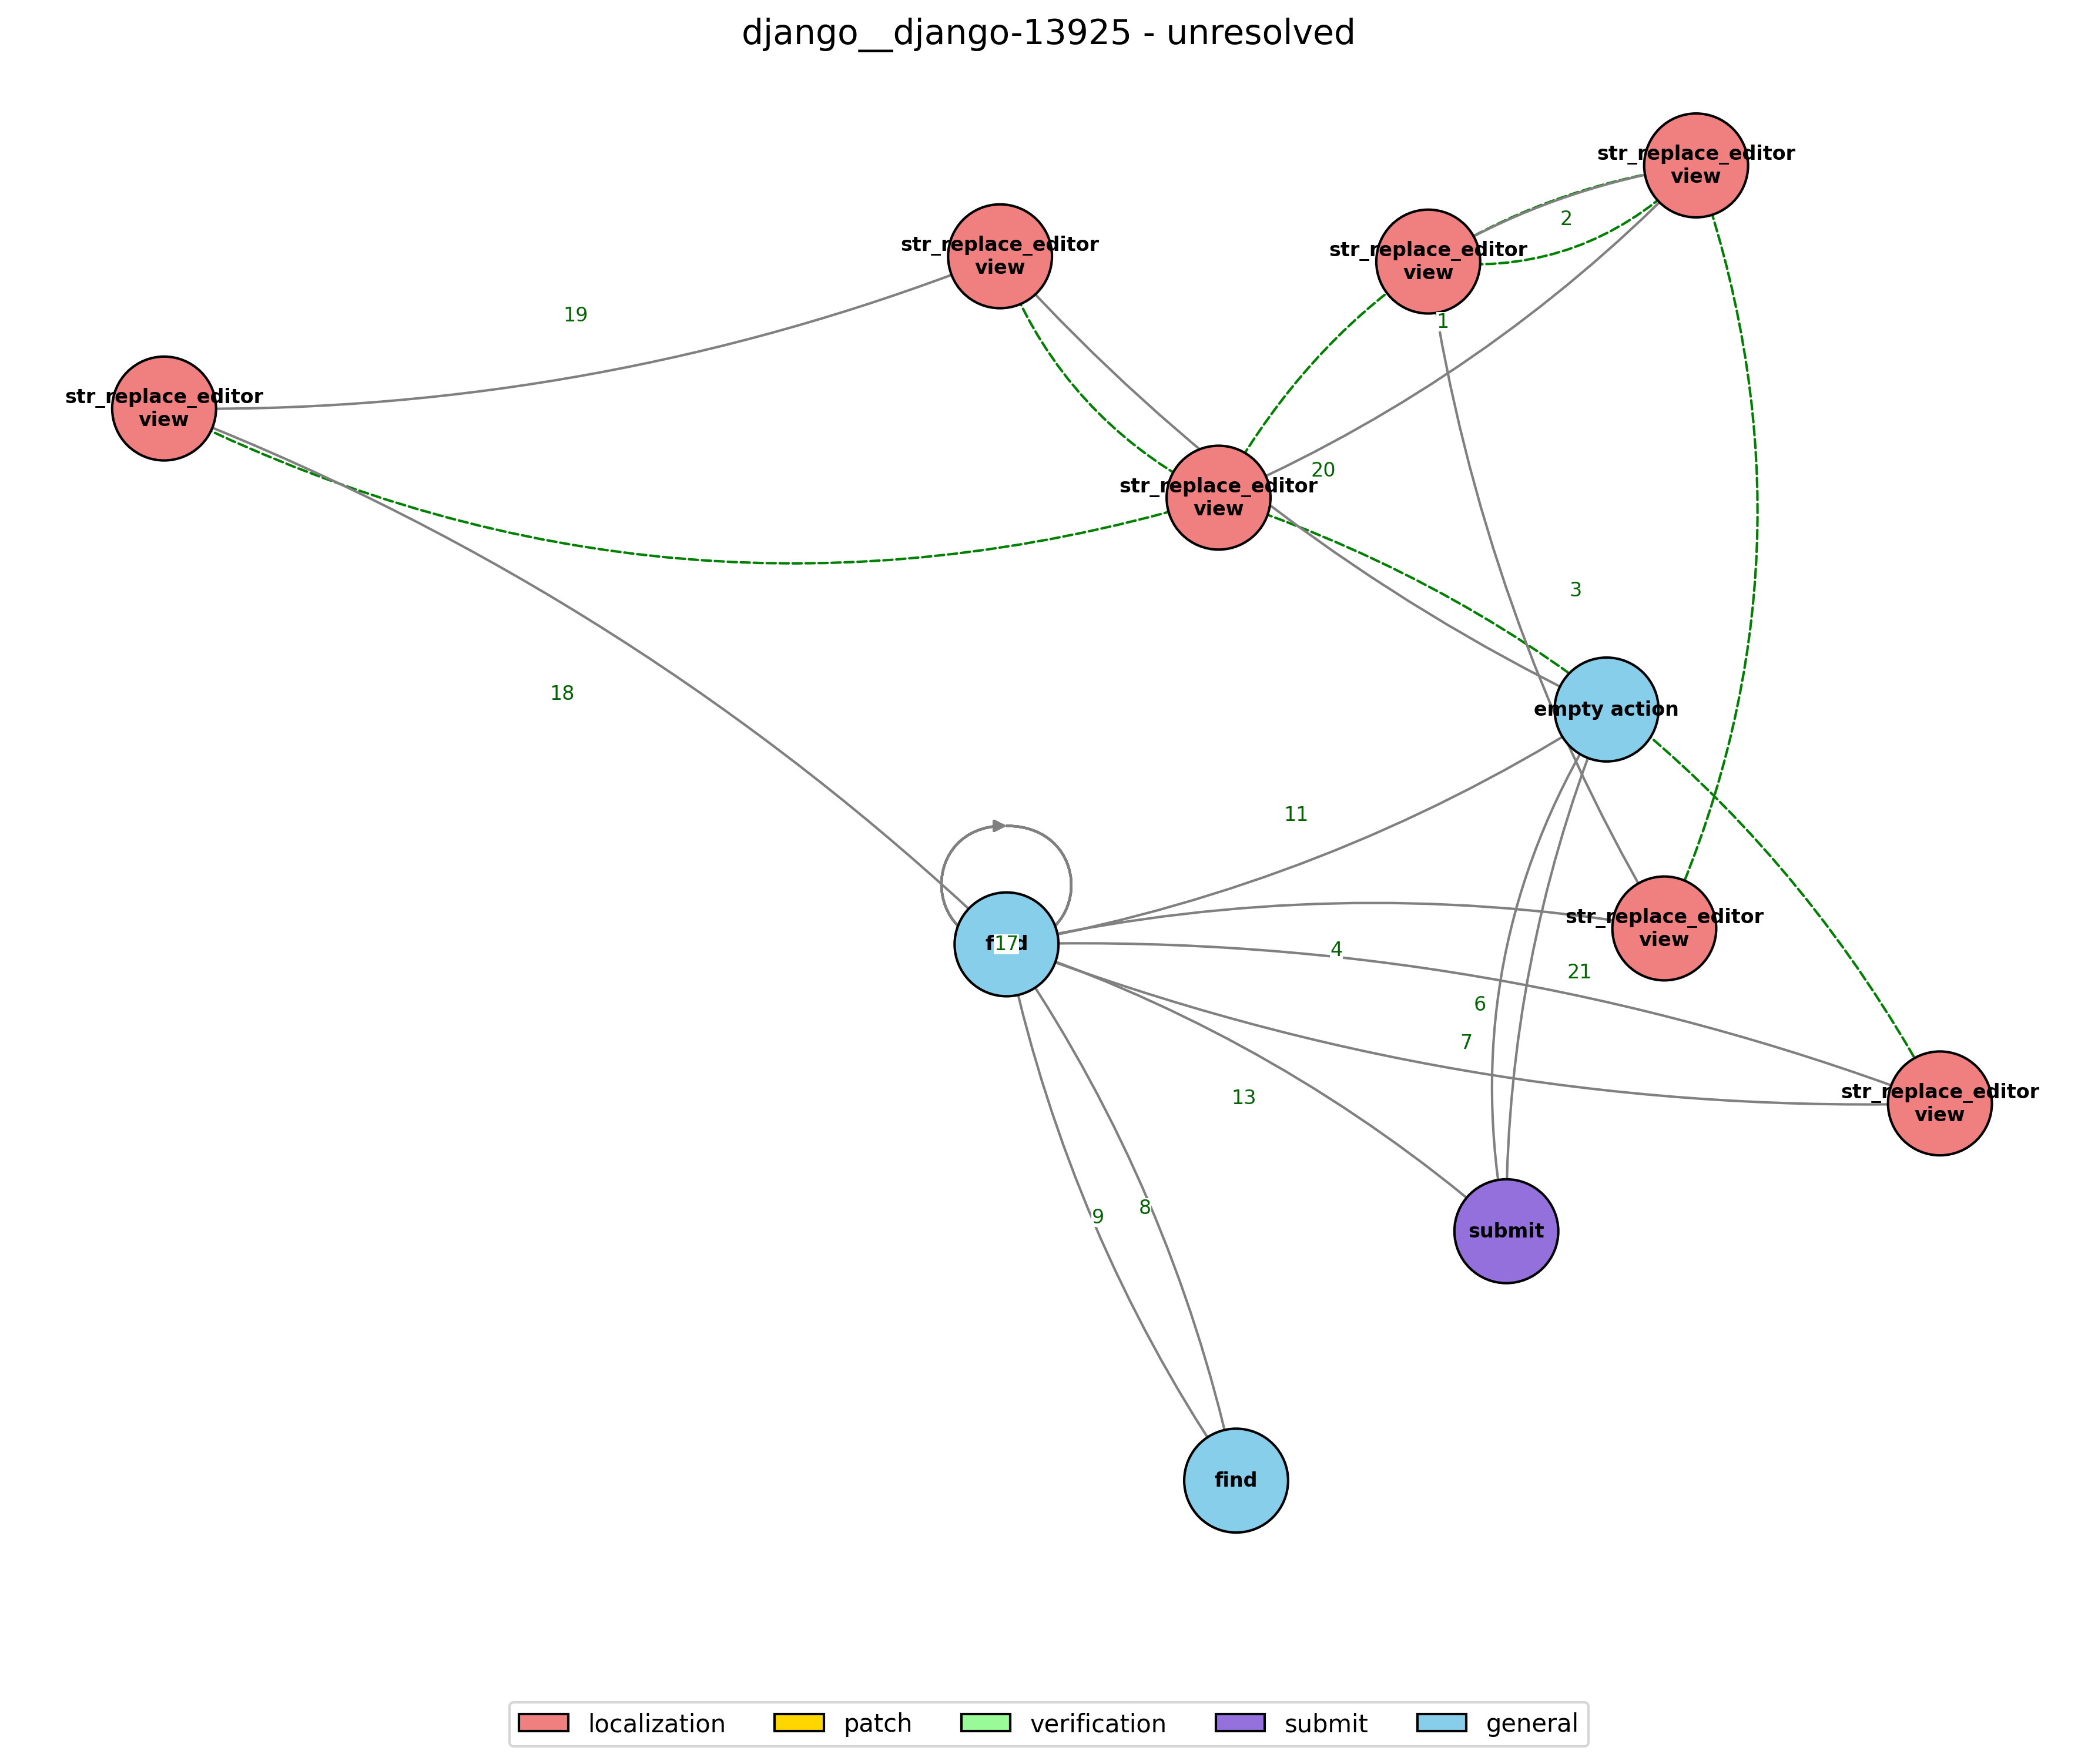 django__django-13925 - unresolved
str_replace_editor
view
2
str_replace_editor
view
str_replace_editor
view
19
1
str_replace_editor
view
20
str_replace_editor
view
3
18
empty action
11
str_replace_editor
view
17
4
21
6
7
13
str_replace_editor
view
9
8
submit
find
localization
patch
verification
submit
general